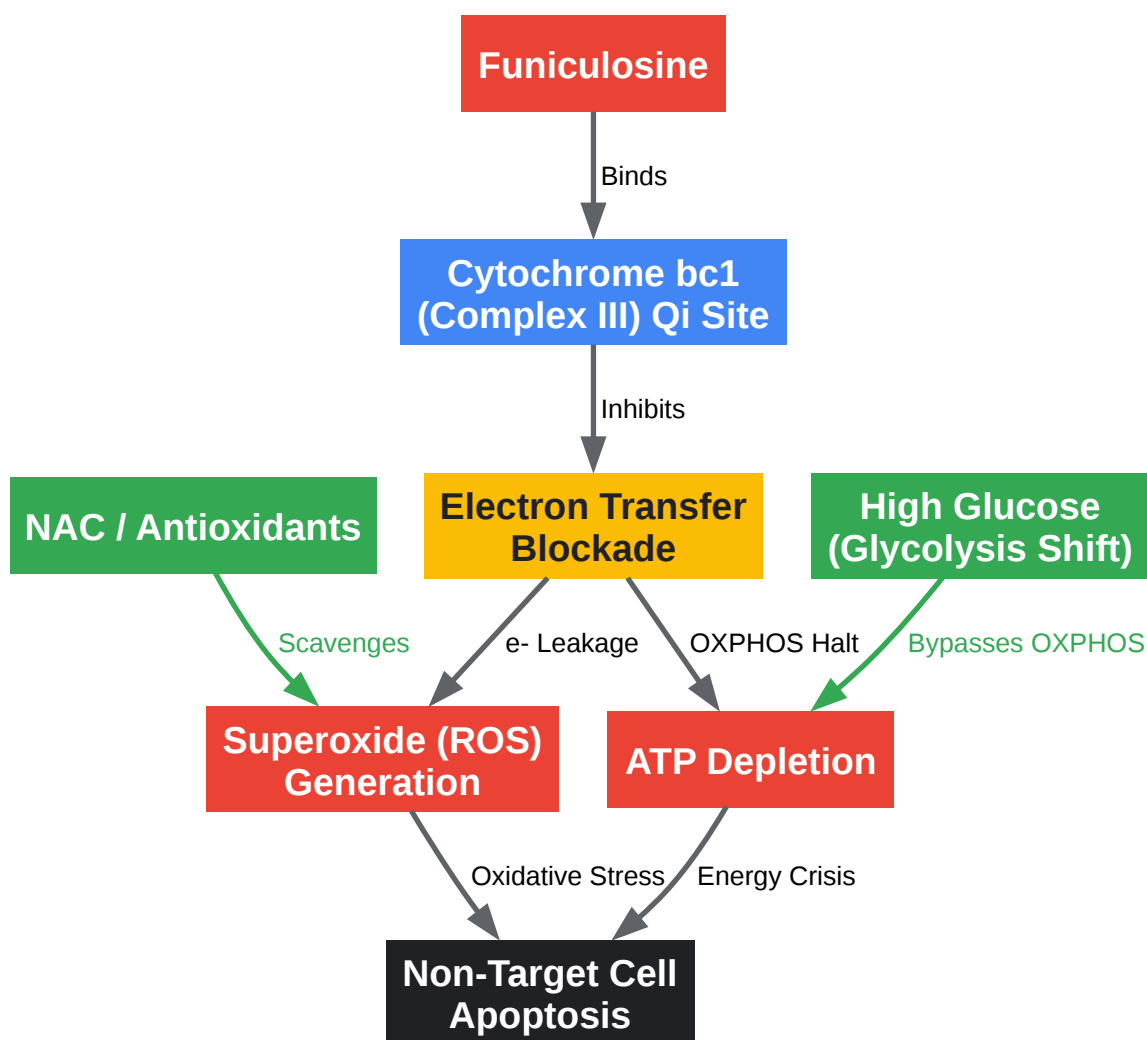 Funiculosine
Binds
Cytochrome bc1
(Complex III) Qi Site
Inhibits
NAC / Antioxidants
Electron Transfer
Blockade
High Glucose
(Glycolysis Shift)
Scavenges
e- Leakage
OXPHOS Halt
Bypasses OXPHOS
Superoxide (ROS)
Generation
ATP Depletion
Oxidative Stress
Energy Crisis
Non-Target Cell
Apoptosis